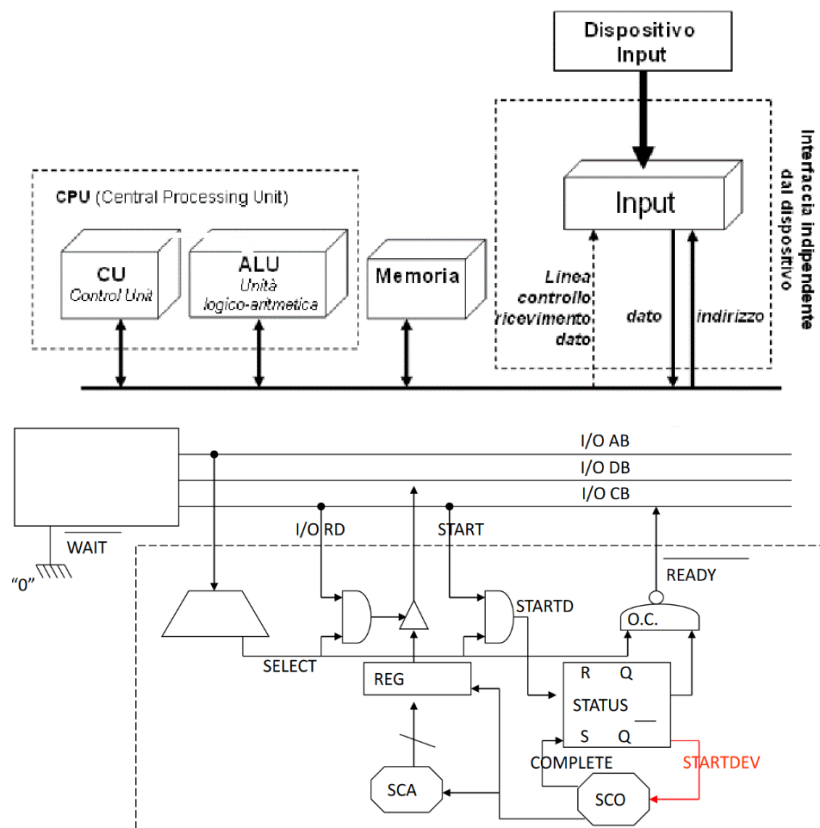 Dispositivo
Input
Interfaccia indipendente
dal dispositivo
CPU (Central Processing Unit)
Input
CU
Control Unit
ALU
Unità
logico-aritmetica
Memoria
Linea
controllo
ricevimento
dato
dato
indirizzo
I/O AB
I/O DB
I/O CB
I/O RD
START
WAIT
"0"
READY
STARTD
O.C.
SELECT
REG
R Q
STATUS
S Q
COMPLETE
STARTDEV
SCA
SCO